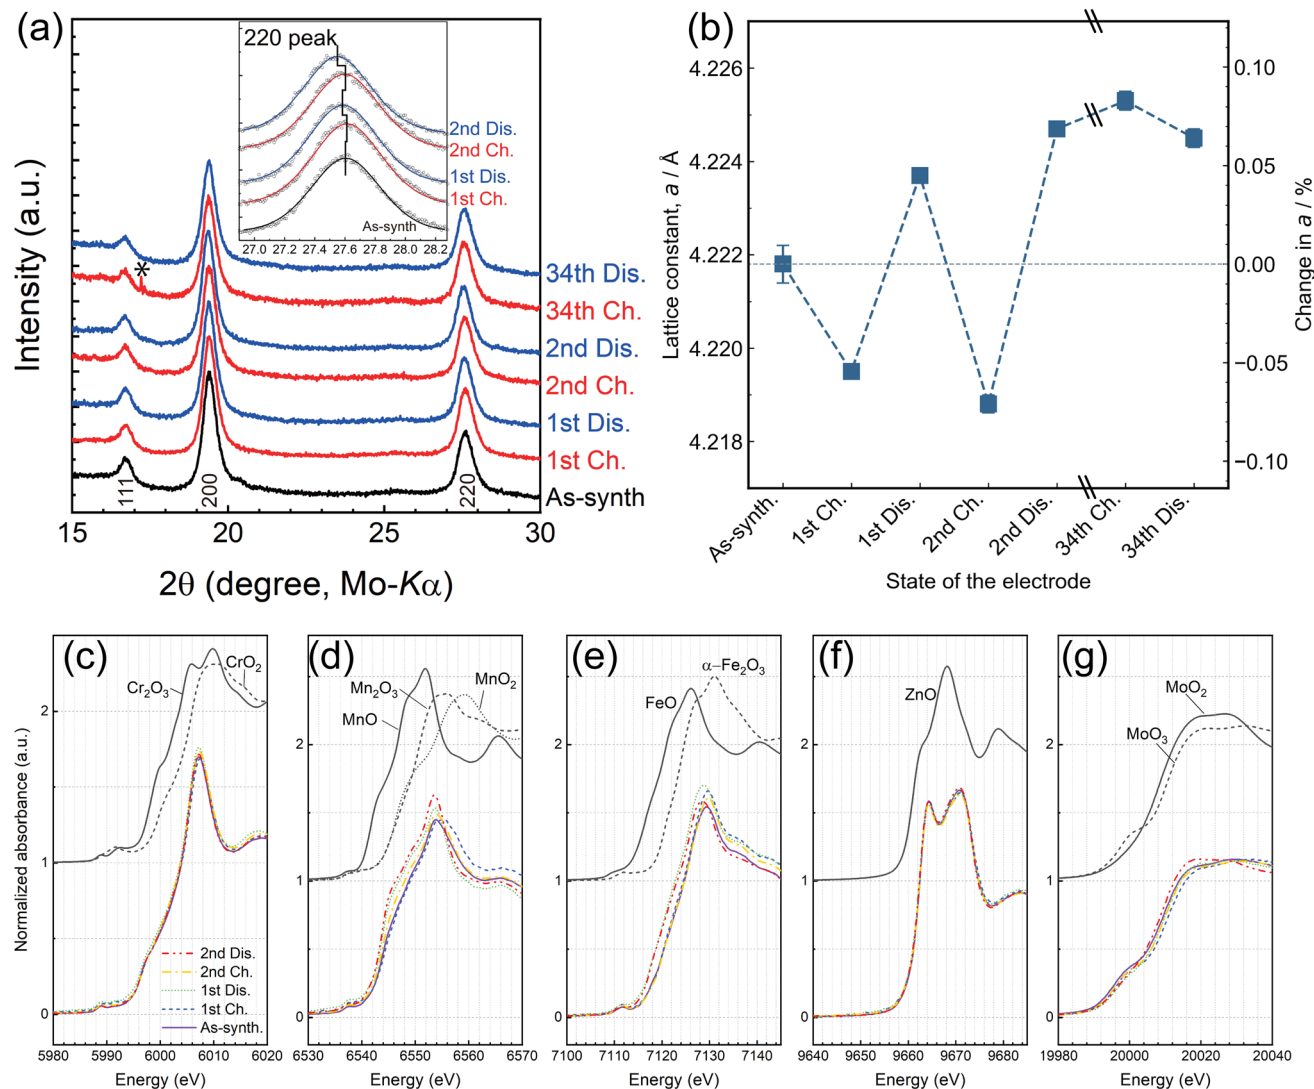 (a)
220 peak
2nd Dis.
2nd Ch.
1st Dis.
1st Ch.
As-synth
27.0 27.2 27.4 27.6 27.8 28.0 28.2
Intensity (a.u.)
*
34th Dis.
34th Ch.
2nd Dis.
2nd Ch.
1st Dis.
1st Ch.
As-synth
111
200
220
15 20 25 30
2θ (degree, Mo-Kα)
(b)
4.226
4.224
4.222
4.220
4.218
Lattice constant, a / Å
0.10
0.05
0.00
−0.05
−0.10
Change in a / %
As-synth.
1st Ch.
1st Dis.
2nd Ch.
2nd Dis.
34th Ch.
34th Dis.
State of the electrode
(c)
CrO₂
Cr₂O₃
Normalized absorbance (a.u.)
2
1
0
2nd Dis.
2nd Ch.
1st Dis.
1st Ch.
As-synth.
5980 5990 6000 6010 6020
Energy (eV)
(d)
Mn₂O₃
MnO₂
MnO
2
1
0
6530 6540 6550 6560 6570
Energy (eV)
(e)
α−Fe₂O₃
FeO
2
1
0
7100 7110 7120 7130 7140
Energy (eV)
(f)
ZnO
2
1
0
9640 9650 9660 9670 9680
Energy (eV)
(g)
MoO₂
MoO₃
2
1
0
19980 20000 20020 20040
Energy (eV)